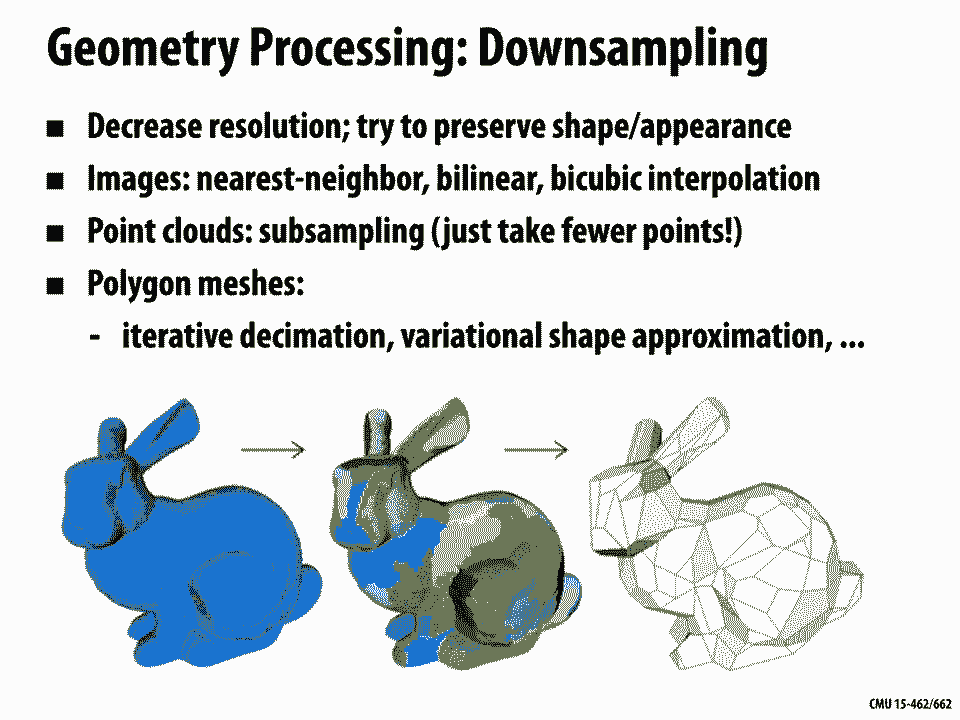 Geometry Processing: Downsampling
■ Decrease resolution; try to preserve shape/appearance
■ Images: nearest-neighbor, bilinear, bicubic interpolation
■ Point clouds: subsampling (just take fewer points!)
■ Polygon meshes:
- iterative decimation, variational shape approximation, ...
CMU 15-462/662